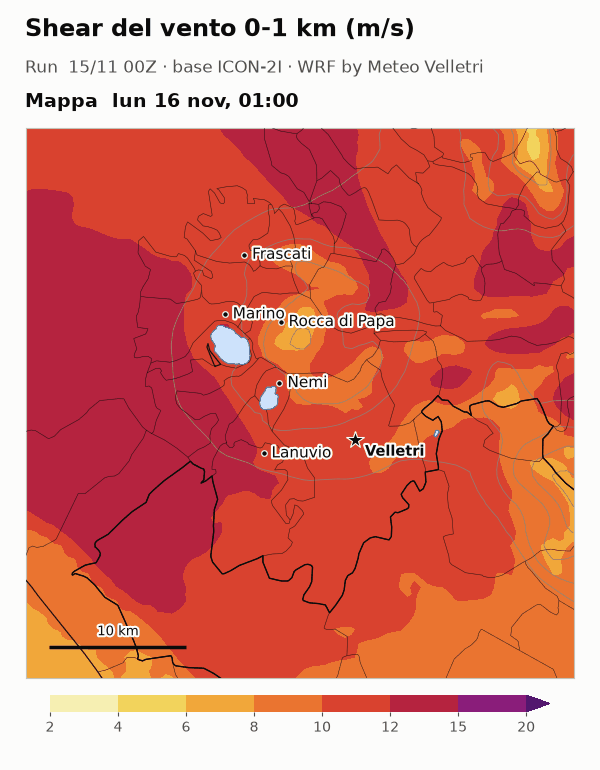 Shear del vento 0-1 km (m/s)
Run  15/11 00Z · base ICON-2I · WRF by Meteo Velletri
Mappa  lun 16 nov, 01:00
Frascati
Marino
Rocca di Papa
Nemi
Velletri
Lanuvio
10 km
2 4 6 8 10 12 15 20